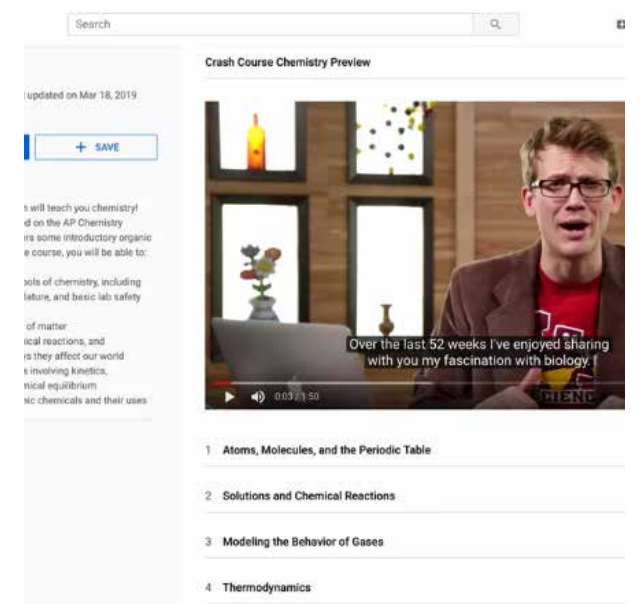 Search
updated on Mar 18, 2019
+ SAVE
will teach you chemistry!
d on the AP Chemistry
rs some introductory organic
e course, you will be able to:
ols of chemistry, including
lature, and basic lab safety
of matter
ical reactions, and
s they affect our world
s involving kinetics,
mical equilibrium
ic chemicals and their uses
Crash Course Chemistry Preview
Over the last 52 weeks I've enjoyed sharing
with you my fascination with biology.
SCIENC
0:03 / 1:50
1 Atoms, Molecules, and the Periodic Table
2 Solutions and Chemical Reactions
3 Modeling the Behavior of Gases
4 Thermodynamics